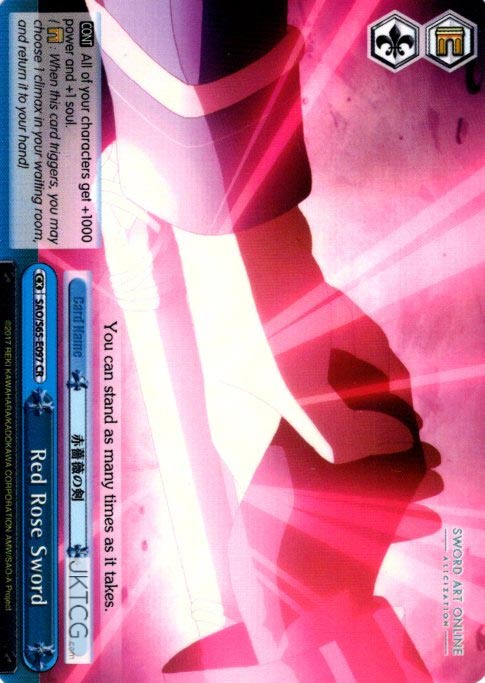 SWORD ART ONLINE
ALICIZATION
CONT All of your characters get +1000
power and +1 soul.
( : When this card triggers, you may
choose 1 climax in your waiting room,
and return it to your hand)
You can stand as many times as it takes.
Card Name
赤薔薇の剣
JKTCG.com
CX
SAO/S65-E097 CR
Red Rose Sword
©2017 REKI KAWAHARA/KADOKAWA CORPORATION AMW/SAO-A Project